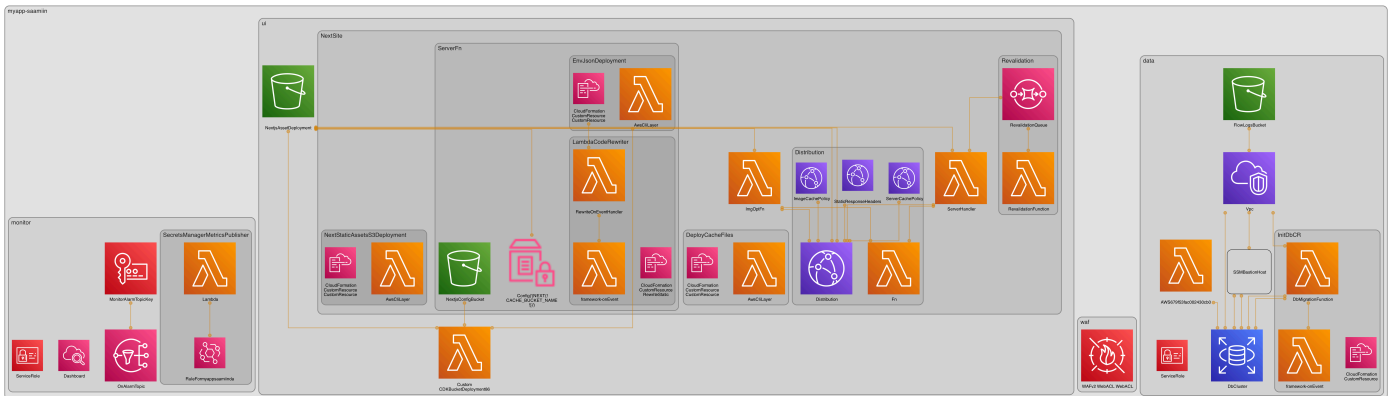 myapp-saamiin
ui
NextSite
ServerFn
EnvJsonDeployment
CloudFormation
CustomResource
CustomResource
AwsCliLayer
NextjsAssetDeployment
LambdaCodeRewriter
RewriteOnEventHandler
framework-onEvent
CloudFormation
CustomResource
RewriteStatic
NextStaticAssetsS3Deployment
CloudFormation
CustomResource
CustomResource
AwsCliLayer
NextjsConfigBucket
CACHE_BUCKET_NAME
DeployCacheFiles
CloudFormation
CustomResource
CustomResource
AwsCliLayer
ImgOptFn
Distribution
ImageCachePolicy
StaticResponseHeaders
ServerCachePolicy
Distribution
Fn
ServerHandler
Revalidation
RevalidationQueue
RevalidationFunction
Custom
monitor
MonitorAlarmTopicKey
SecretsManagerMetricsPublisher
Lambda
ServiceRole
Dashboard
waf
WAFv2 WebACL WebACL
data
FlowLogsBucket
Vpc
SSMBastionHost
InitDbCR
DbMigrationFunction
ServiceRole
DbCluster
framework-onEvent
CloudFormation
CustomResource